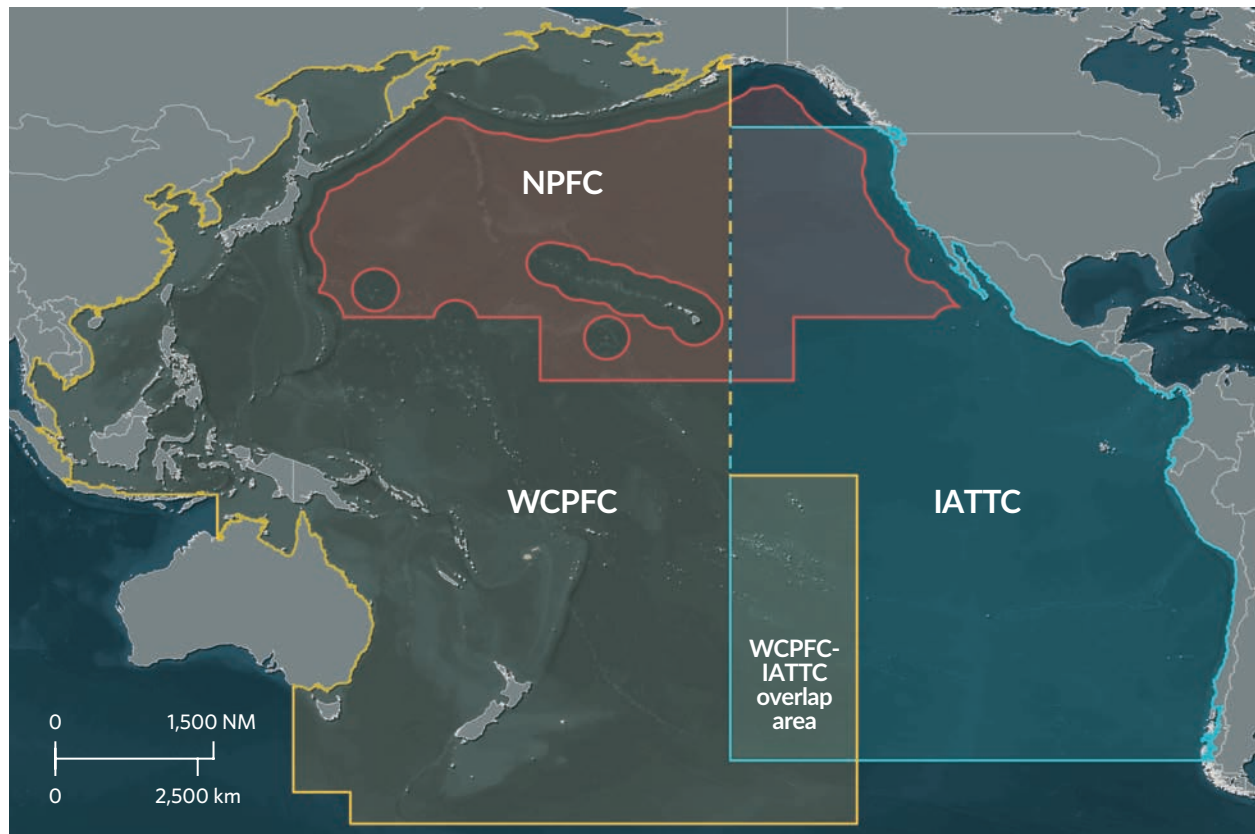 NPFC
WCPFC
IATTC
WCPFC-
IATTC
overlap
area
0 1,500 NM
0 2,500 km